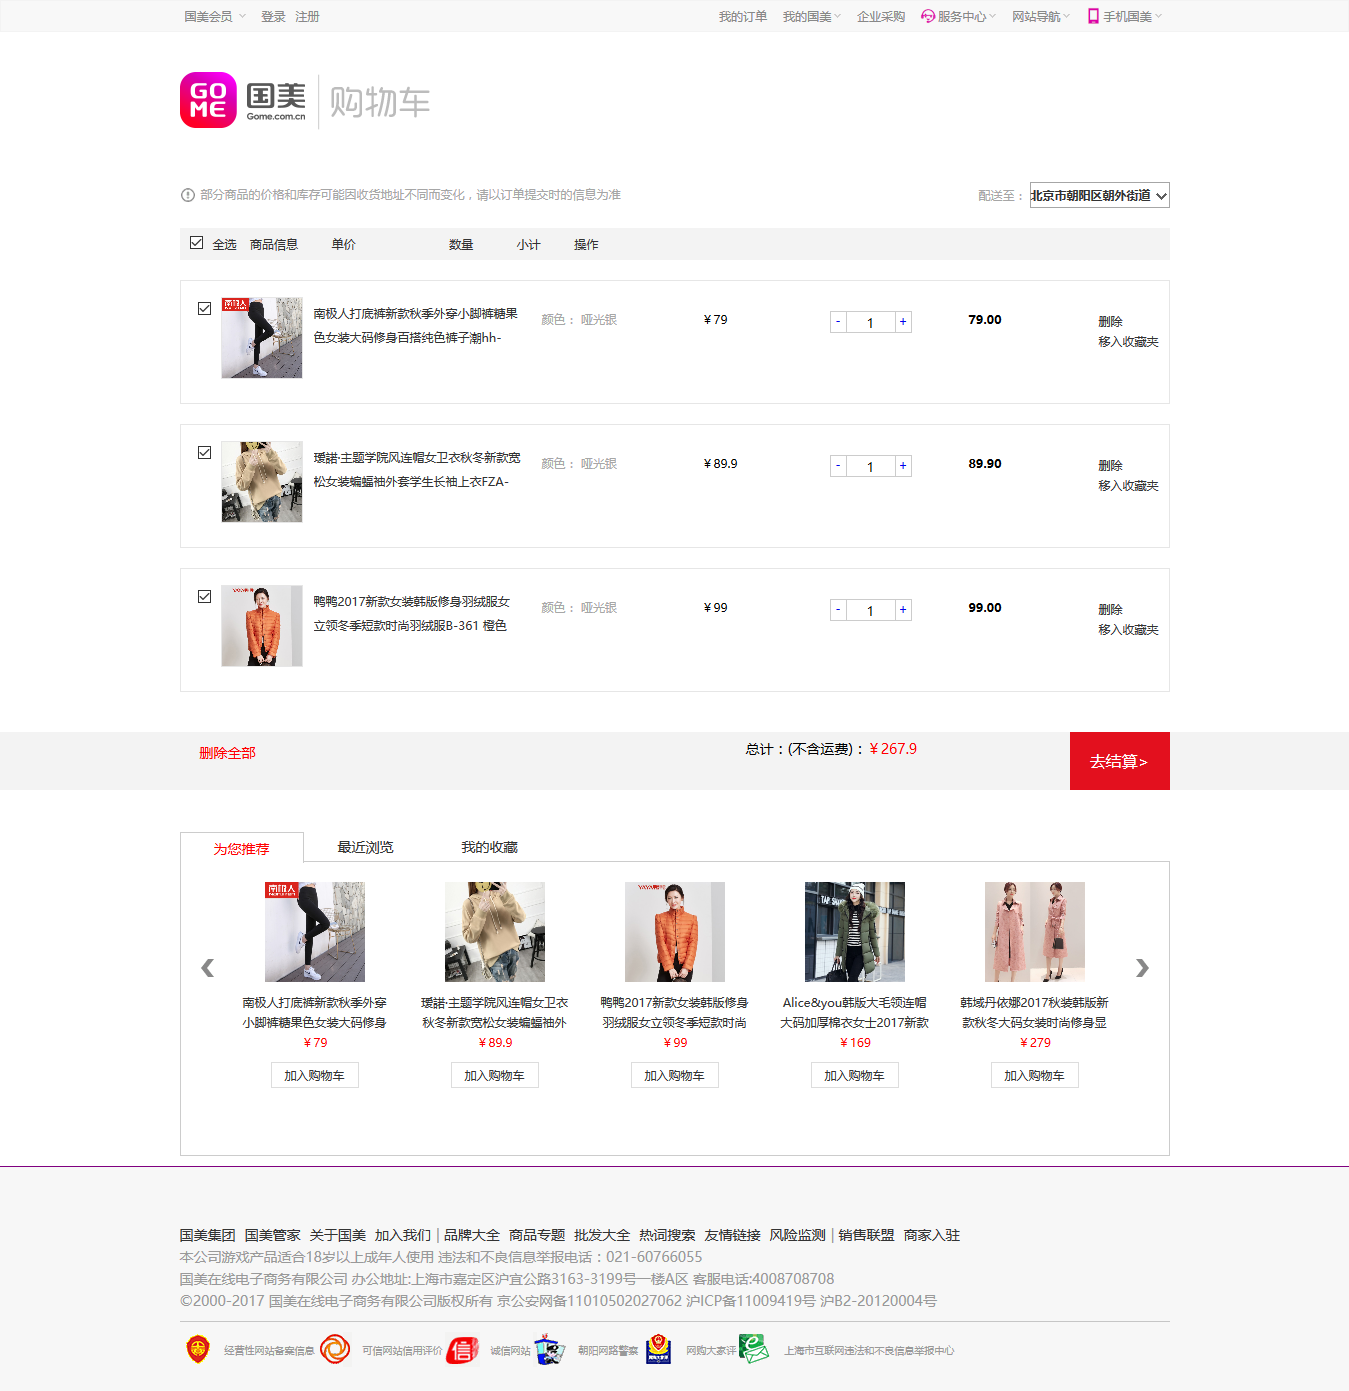 国美会员 登录 注册 我的订单 我的国美 企业采购 服务中心 网站导航 手机国美
GO
ME 国美 购物车
Gome.com.cn
部分商品的价格和库存可能因收货地址不同而变化，请以订单提交时的信息为准 配送至： 北京市朝阳区朝外街道
全选 商品信息 单价 数量 小计 操作
南极人打底裤新款秋季外穿小脚裤糖果 颜色： 哑光银 ¥79 - 1 + 79.00 删除
色女装大码修身百搭纯色裤子潮hh- 移入收藏夹
瑷諎·主题学院风连帽女卫衣秋冬新款宽 颜色： 哑光银 ¥89.9 - 1 + 89.90 删除
松女装蝙蝠袖外套学生长袖上衣FZA- 移入收藏夹
鸭鸭2017新款女装韩版修身羽绒服女 颜色： 哑光银 ¥99 - 1 + 99.00 删除
立领冬季短款时尚羽绒服B-361 橙色 移入收藏夹
删除全部 总计：(不含运费)： ¥267.9 去结算>
为您推荐 最近浏览 我的收藏
南极人打底裤新款秋季外穿 瑷諎·主题学院风连帽女卫衣 鸭鸭2017新款女装韩版修身 Alice&you韩版大毛领连帽 韩域丹依娜2017秋装韩版新
小脚裤糖果色女装大码修身 秋冬新款宽松女装蝙蝠袖外 羽绒服女立领冬季短款时尚 大码加厚棉衣女士2017新款 款秋冬大码女装时尚修身显
¥79 ¥89.9 ¥99 ¥169 ¥279
加入购物车 加入购物车 加入购物车 加入购物车 加入购物车
国美集团 国美管家 关于国美 加入我们 | 品牌大全 商品专题 批发大全 热词搜索 友情链接 风险监测 | 销售联盟 商家入驻
本公司游戏产品适合18岁以上成年人使用 违法和不良信息举报电话：021-60766055
国美在线电子商务有限公司 办公地址:上海市嘉定区沪宜公路3163-3199号一楼A区 客服电话:4008708708
©2000-2017 国美在线电子商务有限公司版权所有 京公安网备11010502027062 沪ICP备11009419号 沪B2-20120004号
经营性网站备案信息 可信网站信用评价 信 诚信网站 朝阳网路警察 网购大家评 上海市互联网违法和不良信息举报中心